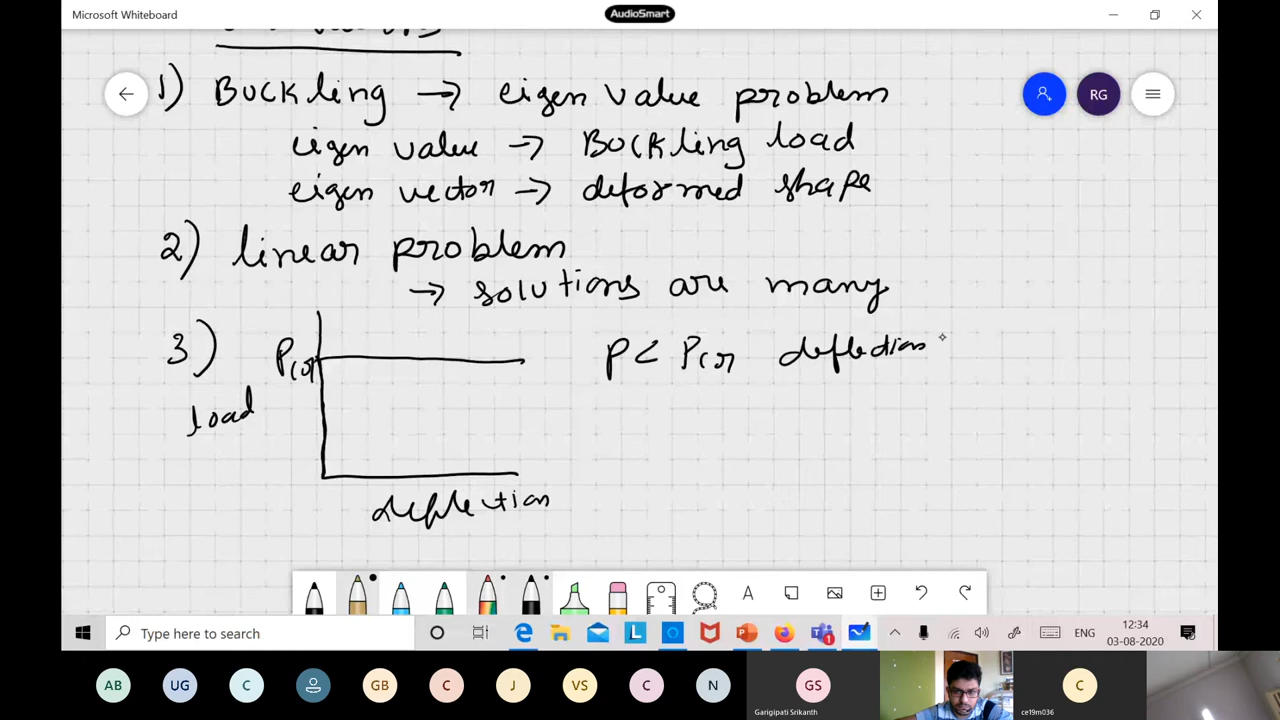 Microsoft Whiteboard
AudioSmart
1) Buckling → eigen value problem
RG
eigen value → Buckling load
eigen vector → deformed shape
2) linear problem
→ solutions are many
3) Pcr
P < Pcr deflection
load
deflection
A
Type here to search
L
1
ENG
12:34
03-08-2020
AB
UG
C
GB
C
J
VS
C
N
GS
Garigipati Srikanth
C
ce19m036